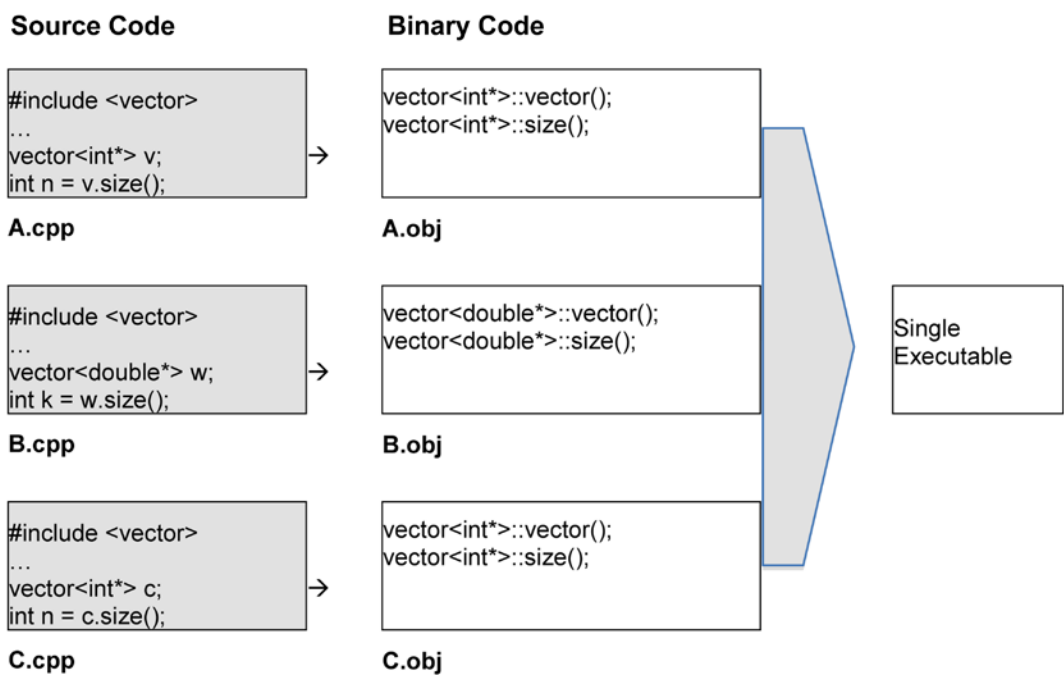 Source Code
Binary Code
#include <vector>
…
vector<int*> v;
int n = v.size();
→
vector<int*>::vector();
vector<int*>::size();
A.cpp
A.obj
#include <vector>
…
vector<double*> w;
int k = w.size();
→
vector<double*>::vector();
vector<double*>::size();
Single
Executable
B.cpp
B.obj
#include <vector>
…
vector<int*> c;
int n = c.size();
→
vector<int*>::vector();
vector<int*>::size();
C.cpp
C.obj